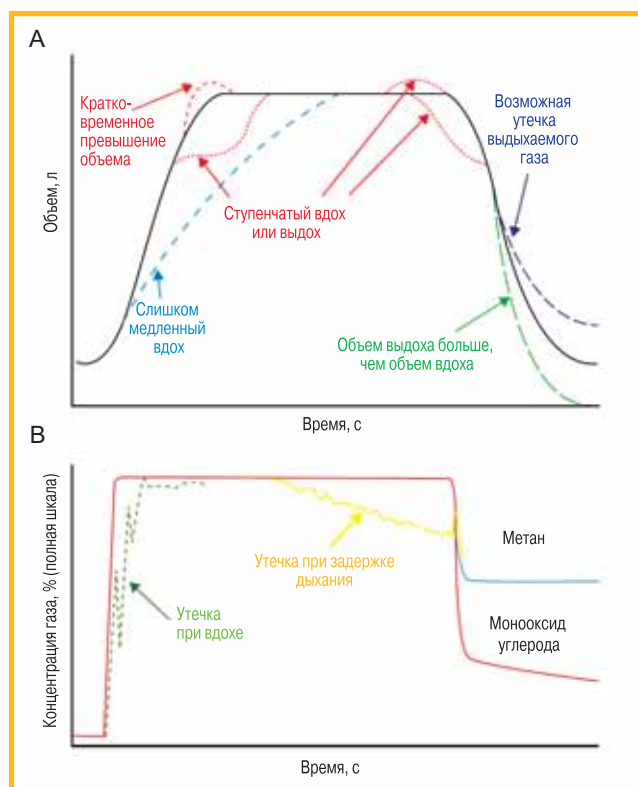 A
Кратко-
временное
превышение
объема
Возможная
утечка
выдыхаемого
газа
Объем, л
Ступенчатый вдох
или выдох
Слишком
медленный
вдох
Объем выдоха больше,
чем объем вдоха
Время, с
B
Концентрация газа, % (полная шкала)
Метан
Утечка при задержке
дыхания
Утечка
при вдохе
Монооксид
углерода
Время, с